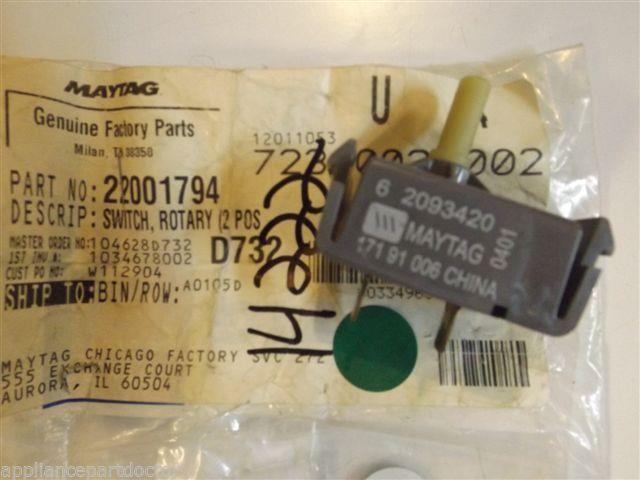 MAYTAG
Genuine Factory Parts
Milan, TN 38358
U
12011053
PART NO: 22001794
DESCRIP: SWITCH, ROTARY (2 POS
MASTER ORDER NO: 104628D732 D732
1ST INV #: 1034678002
CUST PO NO: W112904
SHIP TO: BIN/ROW: A0105D
MAYTAG CHICAGO FACTORY SVC
555 EXCHANGE COURT
AURORA, IL 60504
6 2093420
MAYTAG 0401
171 91 006 CHINA
© appliancepartdoc